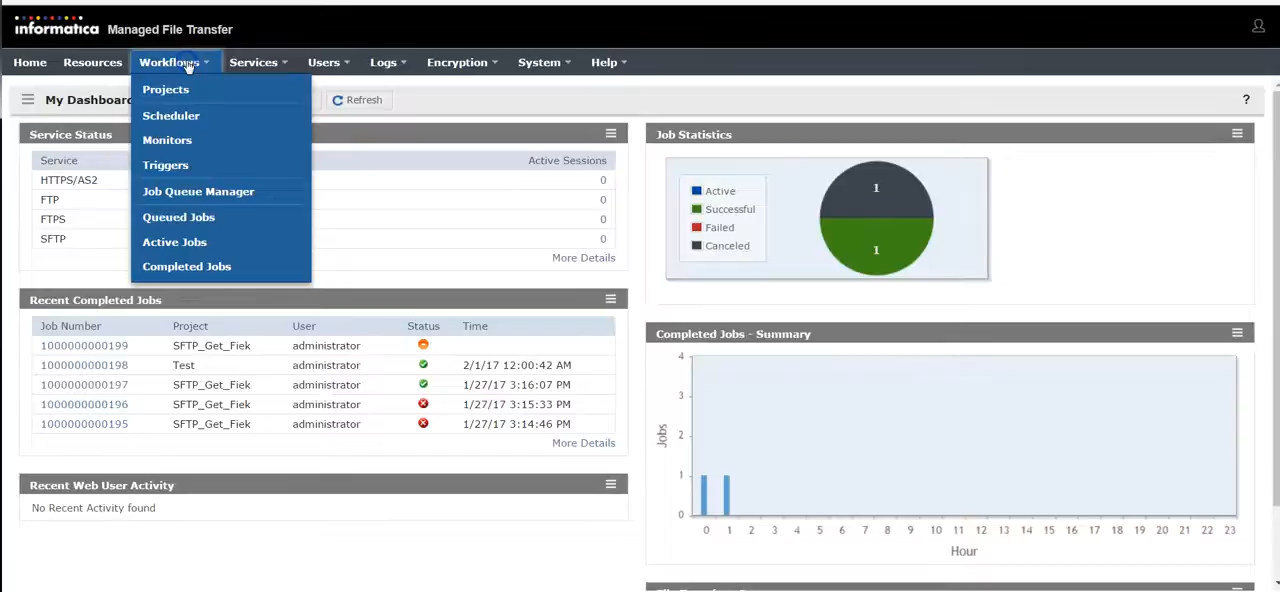 informatica Managed File Transfer
Home Resources Workflows Services Users Logs Encryption System Help
My Dashboard Refresh ?
Projects
Scheduler
Monitors
Triggers
Job Queue Manager
Queued Jobs
Active Jobs
Completed Jobs
Service Status
Service Active Sessions
HTTPS/AS2 0
FTP 0
FTPS 0
SFTP 0
More Details
Recent Completed Jobs
Job Number Project User Status Time
1000000000199 SFTP_Get_Fiek administrator
1000000000198 Test administrator 2/1/17 12:00:42 AM
1000000000197 SFTP_Get_Fiek administrator 1/27/17 3:16:07 PM
1000000000196 SFTP_Get_Fiek administrator 1/27/17 3:15:33 PM
1000000000195 SFTP_Get_Fiek administrator 1/27/17 3:14:46 PM
More Details
Recent Web User Activity
No Recent Activity found
Job Statistics
Active
Successful
Failed
Canceled
1
1
Completed Jobs - Summary
4
3
2
1
0
Jobs
0 1 2 3 4 5 6 7 8 9 10 11 12 13 14 15 16 17 18 19 20 21 22 23
Hour